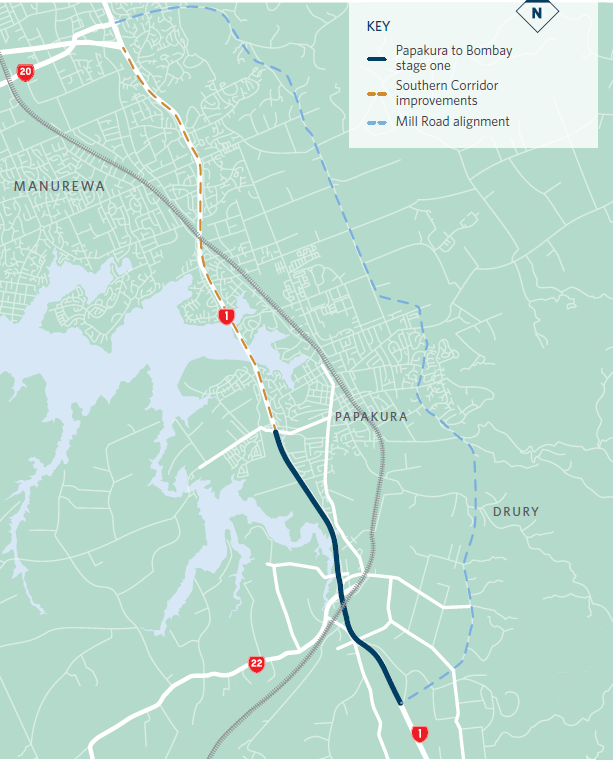 N
KEY
Papakura to Bombay
stage one
Southern Corridor
improvements
Mill Road alignment
20
MANUREWA
1
PAPAKURA
DRURY
22
1